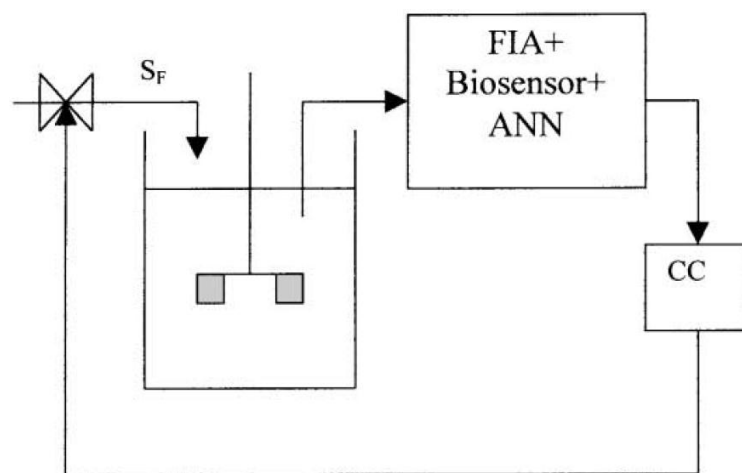 S_F
FIA+
Biosensor+
ANN
CC